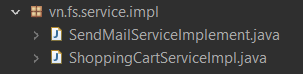 vn.fs.service.impl
SendMailServiceImplement.java
ShoppingCartServiceImpl.java